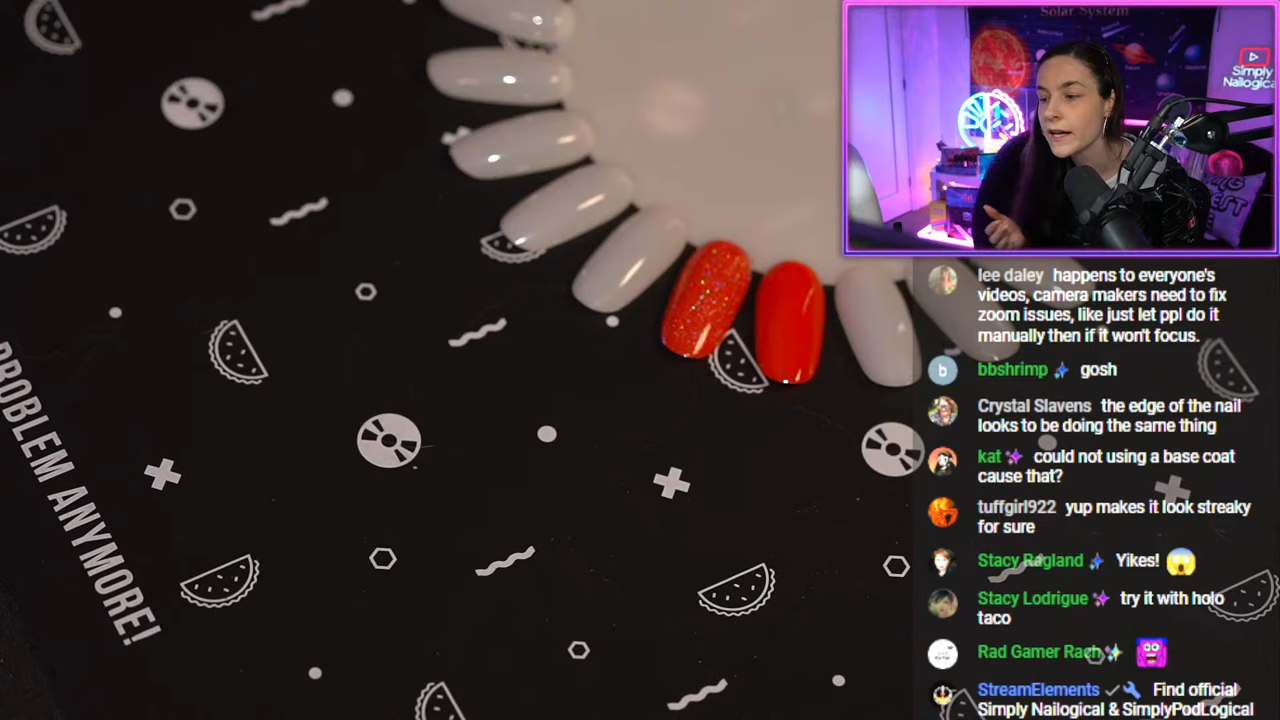 Solar System
Simply
Nailogical
PROBLEM ANYMORE!
lee daley happens to everyone's
videos, camera makers need to fix
zoom issues, like just let ppl do it
manually then if it won't focus.
b
bbshrimp gosh
Crystal Slavens the edge of the nail
looks to be doing the same thing
kat could not using a base coat
cause that?
tuffgirl922 yup makes it look streaky
for sure
Stacy Ragland Yikes!
Stacy Lodrigue try it with holo
taco
Rad Gamer Rach
StreamElements Find official
Simply Nailogical & SimplyPodLogical